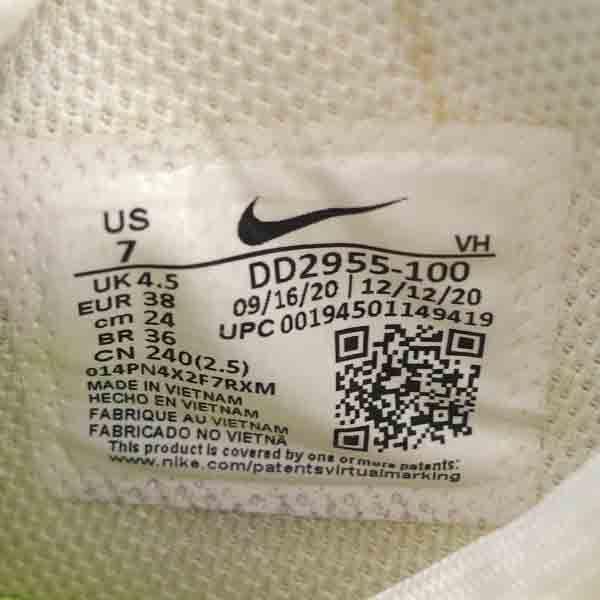 US
7
VH
UK 4.5
EUR 38
cm 24
BR 36
CN 240(2.5)
DD2955-100
09/16/20 | 12/12/20
UPC 00194501149419
o14PN4X2F7RXM
MADE IN VIETNAM
HECHO EN VIETNAM
FABRIQUE AU VIETNAM
FABRICADO NO VIETNÃ
This product is covered by one or more patents:
www.nike.com/patentsvirtualmarking